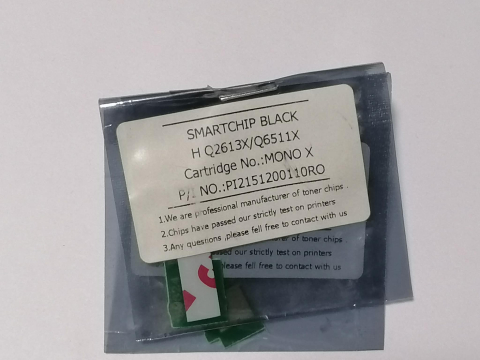 SMARTCHIP BLACK
H Q2613X/Q6511X
Cartridge No.:MONO X
P/ NO.:PI2151200110RO
1.We are professional manufacturer of toner chips .
2.Chips have passed our strictly test on printers
3.Any questions ,please fell free to contact with us
er of toner chips
ed our strictly test on printers
please fell free to contact with us